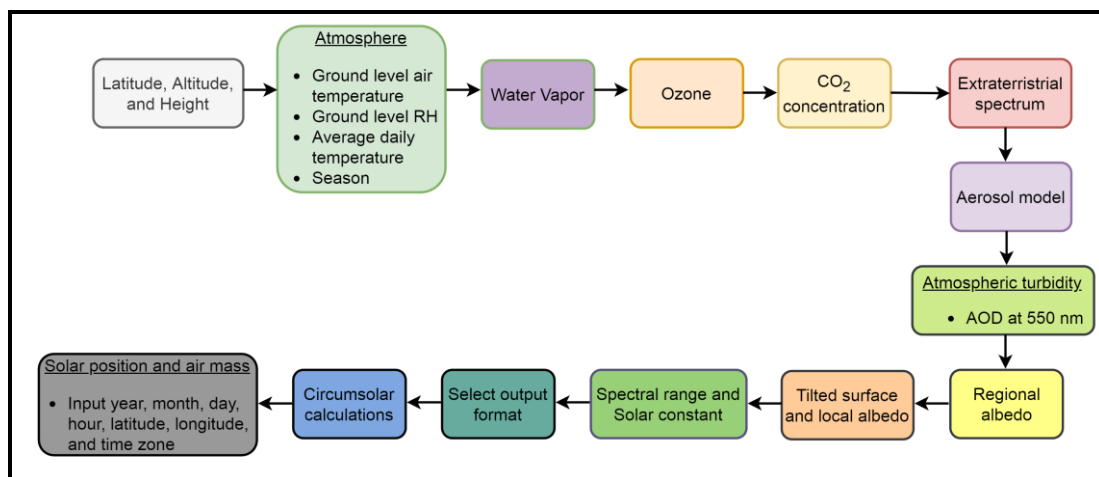 Latitude, Altitude,
and Height
Atmosphere
• Ground level air
temperature
• Ground level RH
• Average daily
temperature
• Season
Water Vapor
Ozone
CO2
concentration
Extraterristrial
spectrum
Aerosol model
Atmospheric turbidity
• AOD at 550 nm
Regional
albedo
Tilted surface
and local albedo
Spectral range and
Solar constant
Select output
format
Circumsolar
calculations
Solar position and air mass
• Input year, month, day,
hour, latitude, longitude,
and time zone